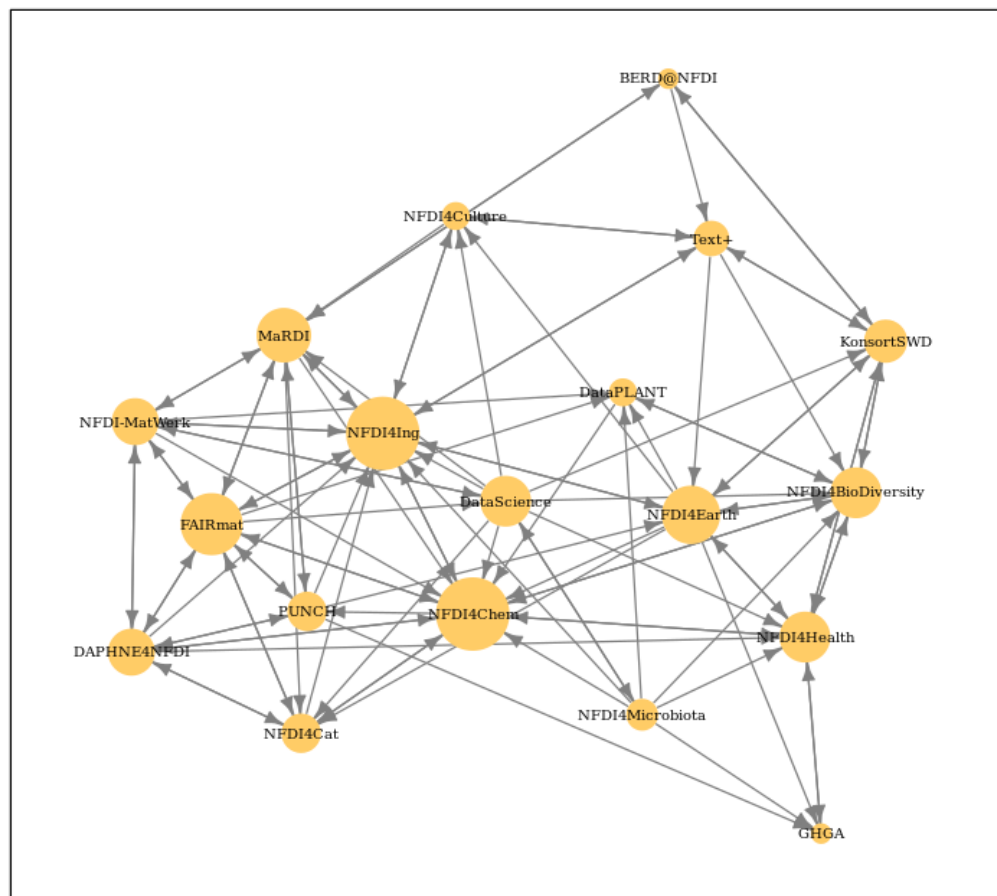 BERD@NFDI
NFDI4Culture
Text+
MaRDI
KonsortSWD
DataPLANT
NFDI-MatWerk
NFDI4Ing
NFDI4BioDiversity
DataScience
NFDI4Earth
FAIRmat
PUNCH
NFDI4Chem
NFDI4Health
DAPHNE4NFDI
NFDI4Microbiota
NFDI4Cat
GHGA